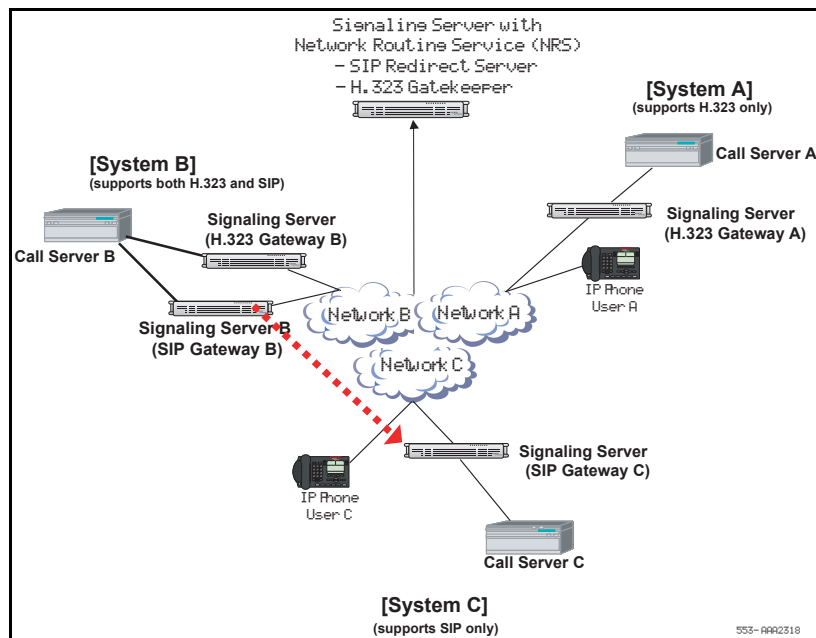 Signaling Server with
Network Routing Service (NRS)
- SIP Redirect Server
- H.323 Gatekeeper
[System A]
(supports H.323 only)
Call Server A
[System B]
(supports both H.323 and SIP)
Signaling Server
(H.323 Gateway A)
Signaling Server
(H.323 Gateway B)
Call Server B
IP Phone
User A
Signaling Server B
(SIP Gateway B)
Network B
Network A
Network C
Signaling Server
(SIP Gateway C)
IP Phone
User C
Call Server C
[System C]
(supports SIP only)
553-AAA2318